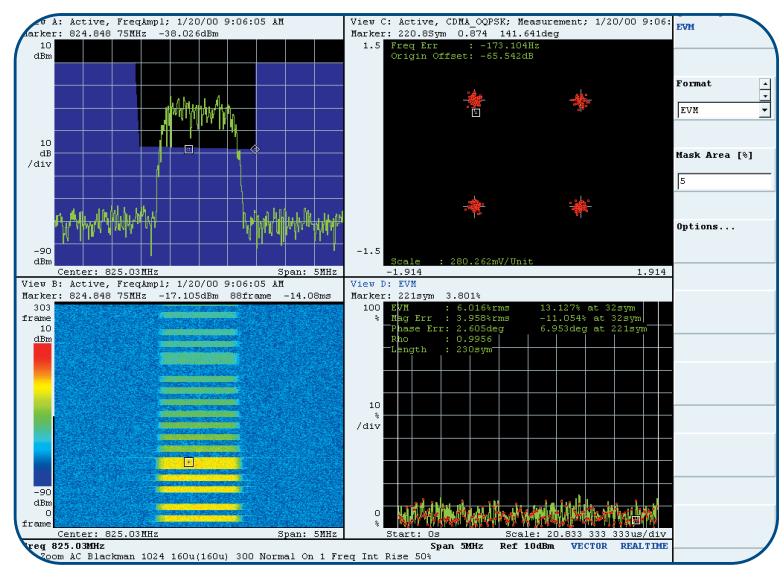 View A: Active, FreqAmpl; 1/20/00 9:06:05 AM
Marker: 824.848 75MHz -38.026dBm
10
dBm
10
dB
/div
-90
dBm
Center: 825.03MHz Span: 5MHz
View C: Active, CDMA_OQPSK; Measurement; 1/20/00 9:06:
Marker: 220.8Sym 0.874 141.641deg
1.5
Freq Err : -173.104Hz
Origin Offset: -65.542dB
-1.5
Scale : 280.262mV/Unit
-1.914 1.914
View B: Active, FreqAmpl; 1/20/00 9:06:05 AM
Marker: 824.848 75MHz -17.105dBm 88frame -14.08ms
303
frame
10
dBm
-90
dBm
0
frame
Center: 825.03MHz Span: 5MHz
View D: EVM
Marker: 221sym 3.801%
100
%
EVM : 6.016%rms 13.127% at 32sym
Mag Err : 3.958%rms -11.054% at 32sym
Phase Err: 2.605deg 6.953deg at 221sym
Rho : 0.9956
Length : 230sym
10
%
/div
0
%
Start: 0s Scale: 20.833 333 333us/div
EVM
Format
EVM
Mask Area [%]
5
Options...
Freq 825.03MHz Span 5MHz Ref 10dBm VECTOR REALTIME
Zoom AC Blackman 1024 160u(160u) 300 Normal On 1 Freq Int Rise 50%